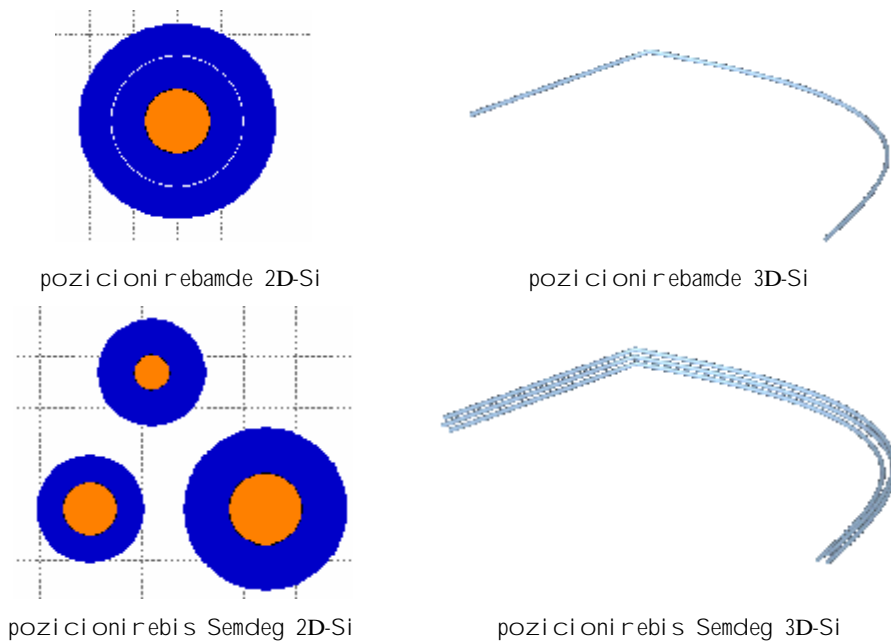 pozicionirebamde 2D-Si
pozicionirebamde 3D-Si
pozicionirebis Semdeg 2D-Si
pozicionirebis Semdeg 3D-Si